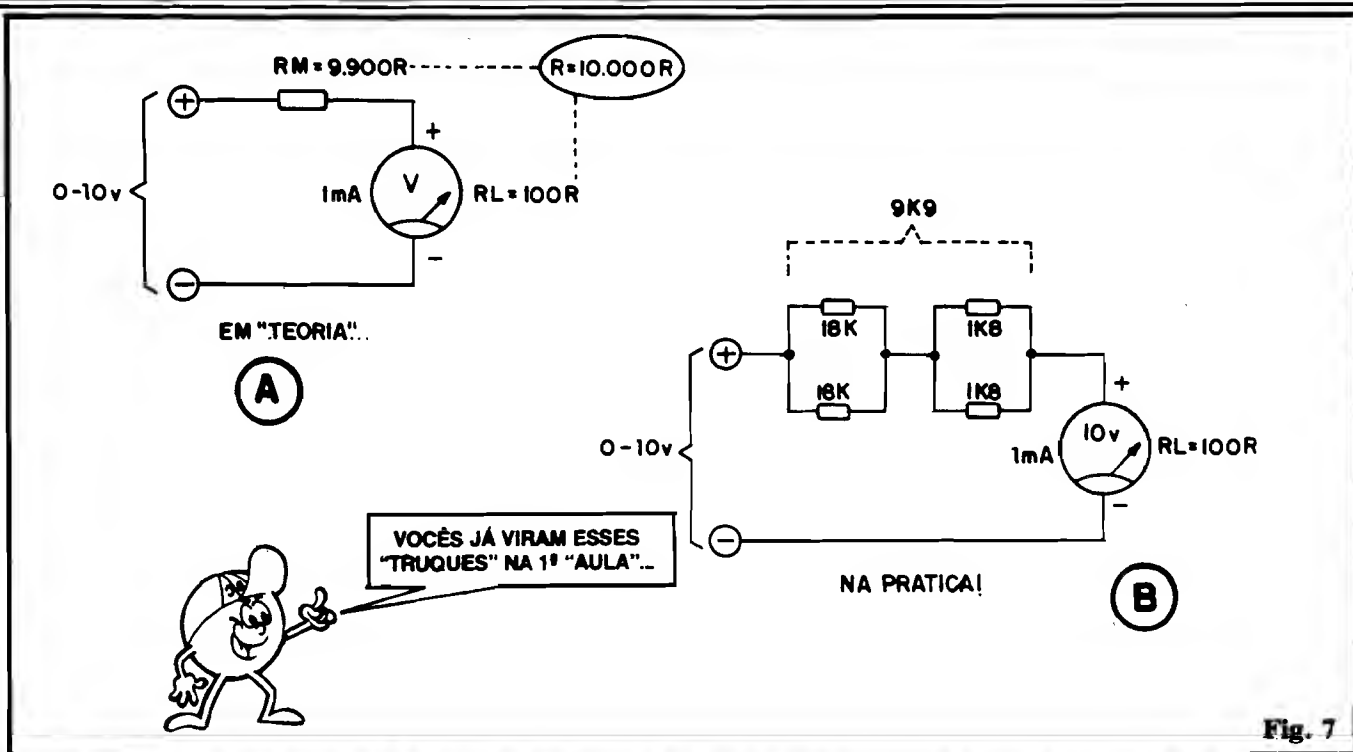 RM = 9.900R
R = 10.000R
+
+
V
0-10v
1mA
RL = 100R
-
-
EM "TEORIA"...
A
9K9
18K
1K8
18K
1K8
+
+
10v
0-10v
1mA
RL = 100R
-
-
VOCÊS JÁ VIRAM ESSES
"TRUQUES" NA 1ª "AULA"...
NA PRATICA!
B
Fig. 7